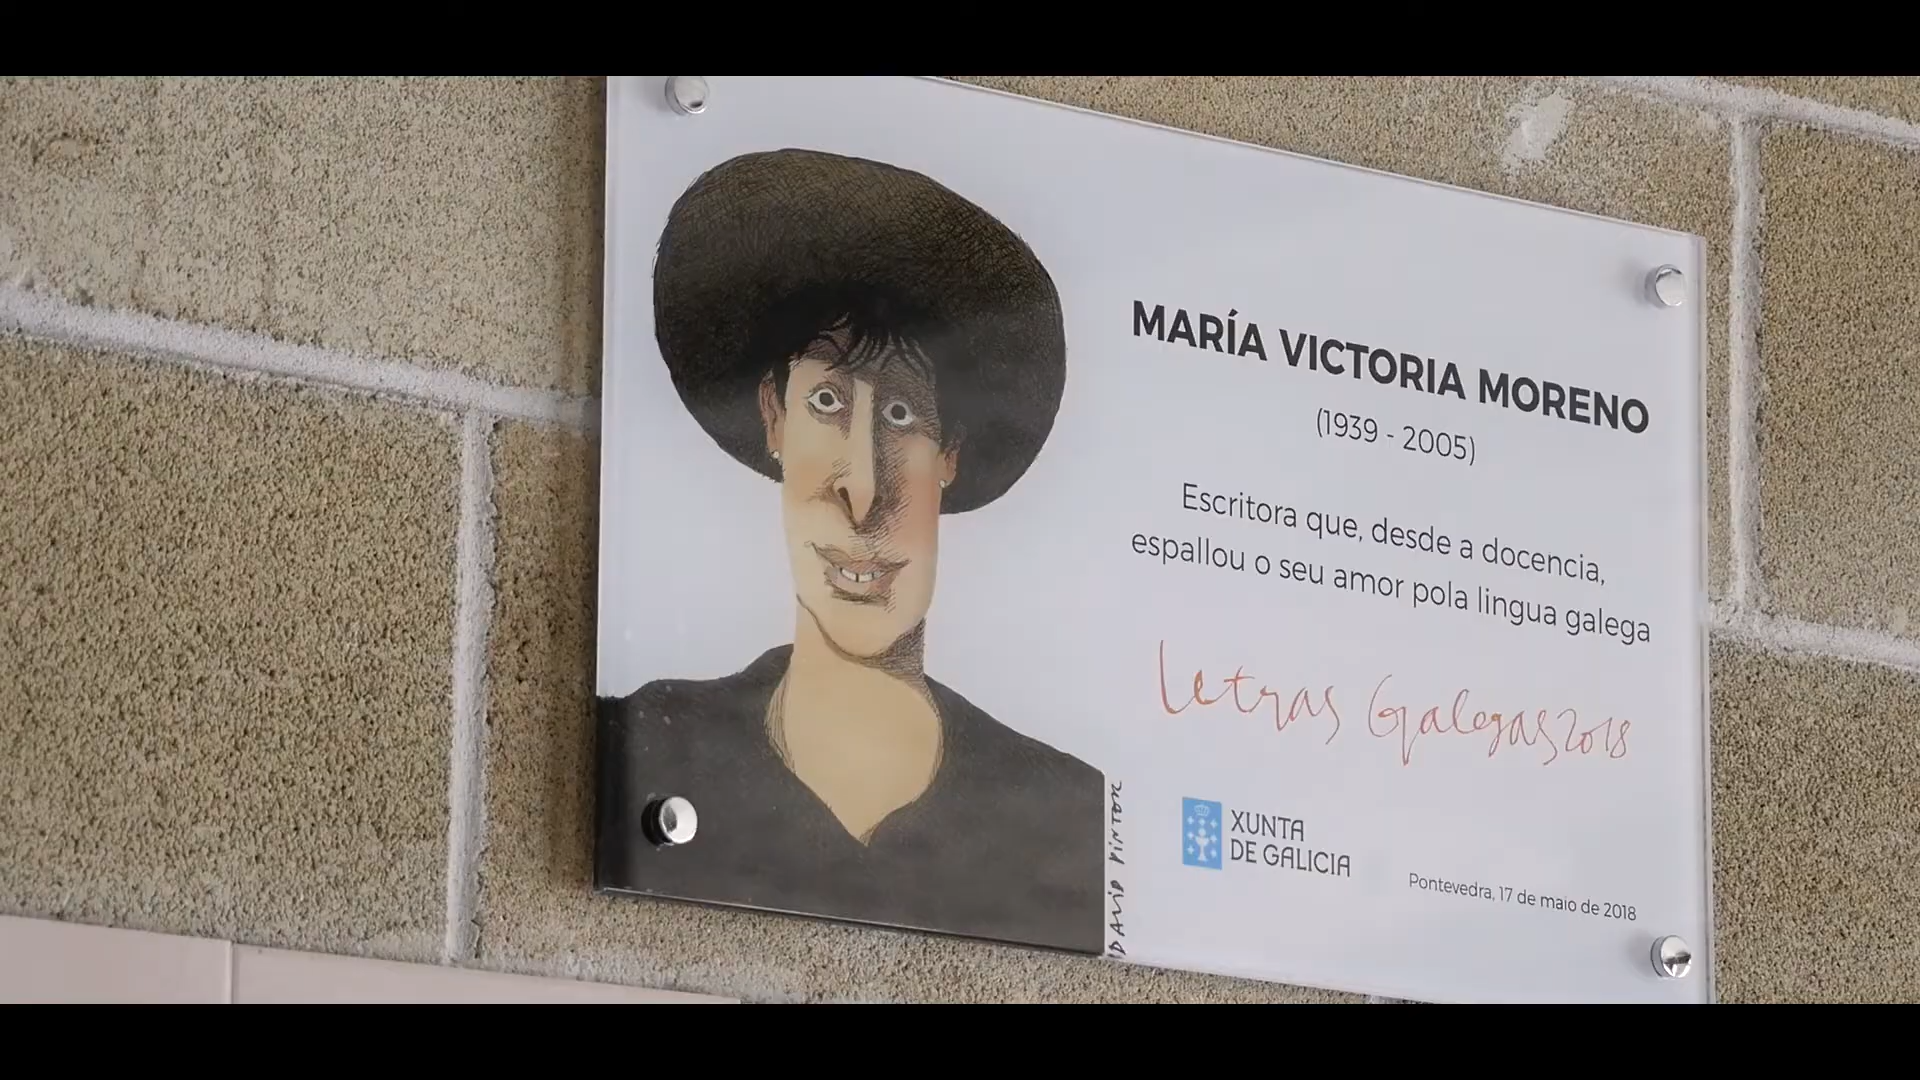 MARÍA VICTORIA MORENO
(1939 - 2005)
Escritora que, desde a docencia,
espallou o seu amor pola lingua galega
Letras Galegas 2018
DAVID PINTOR
XUNTA
DE GALICIA
Pontevedra, 17 de maio de 2018